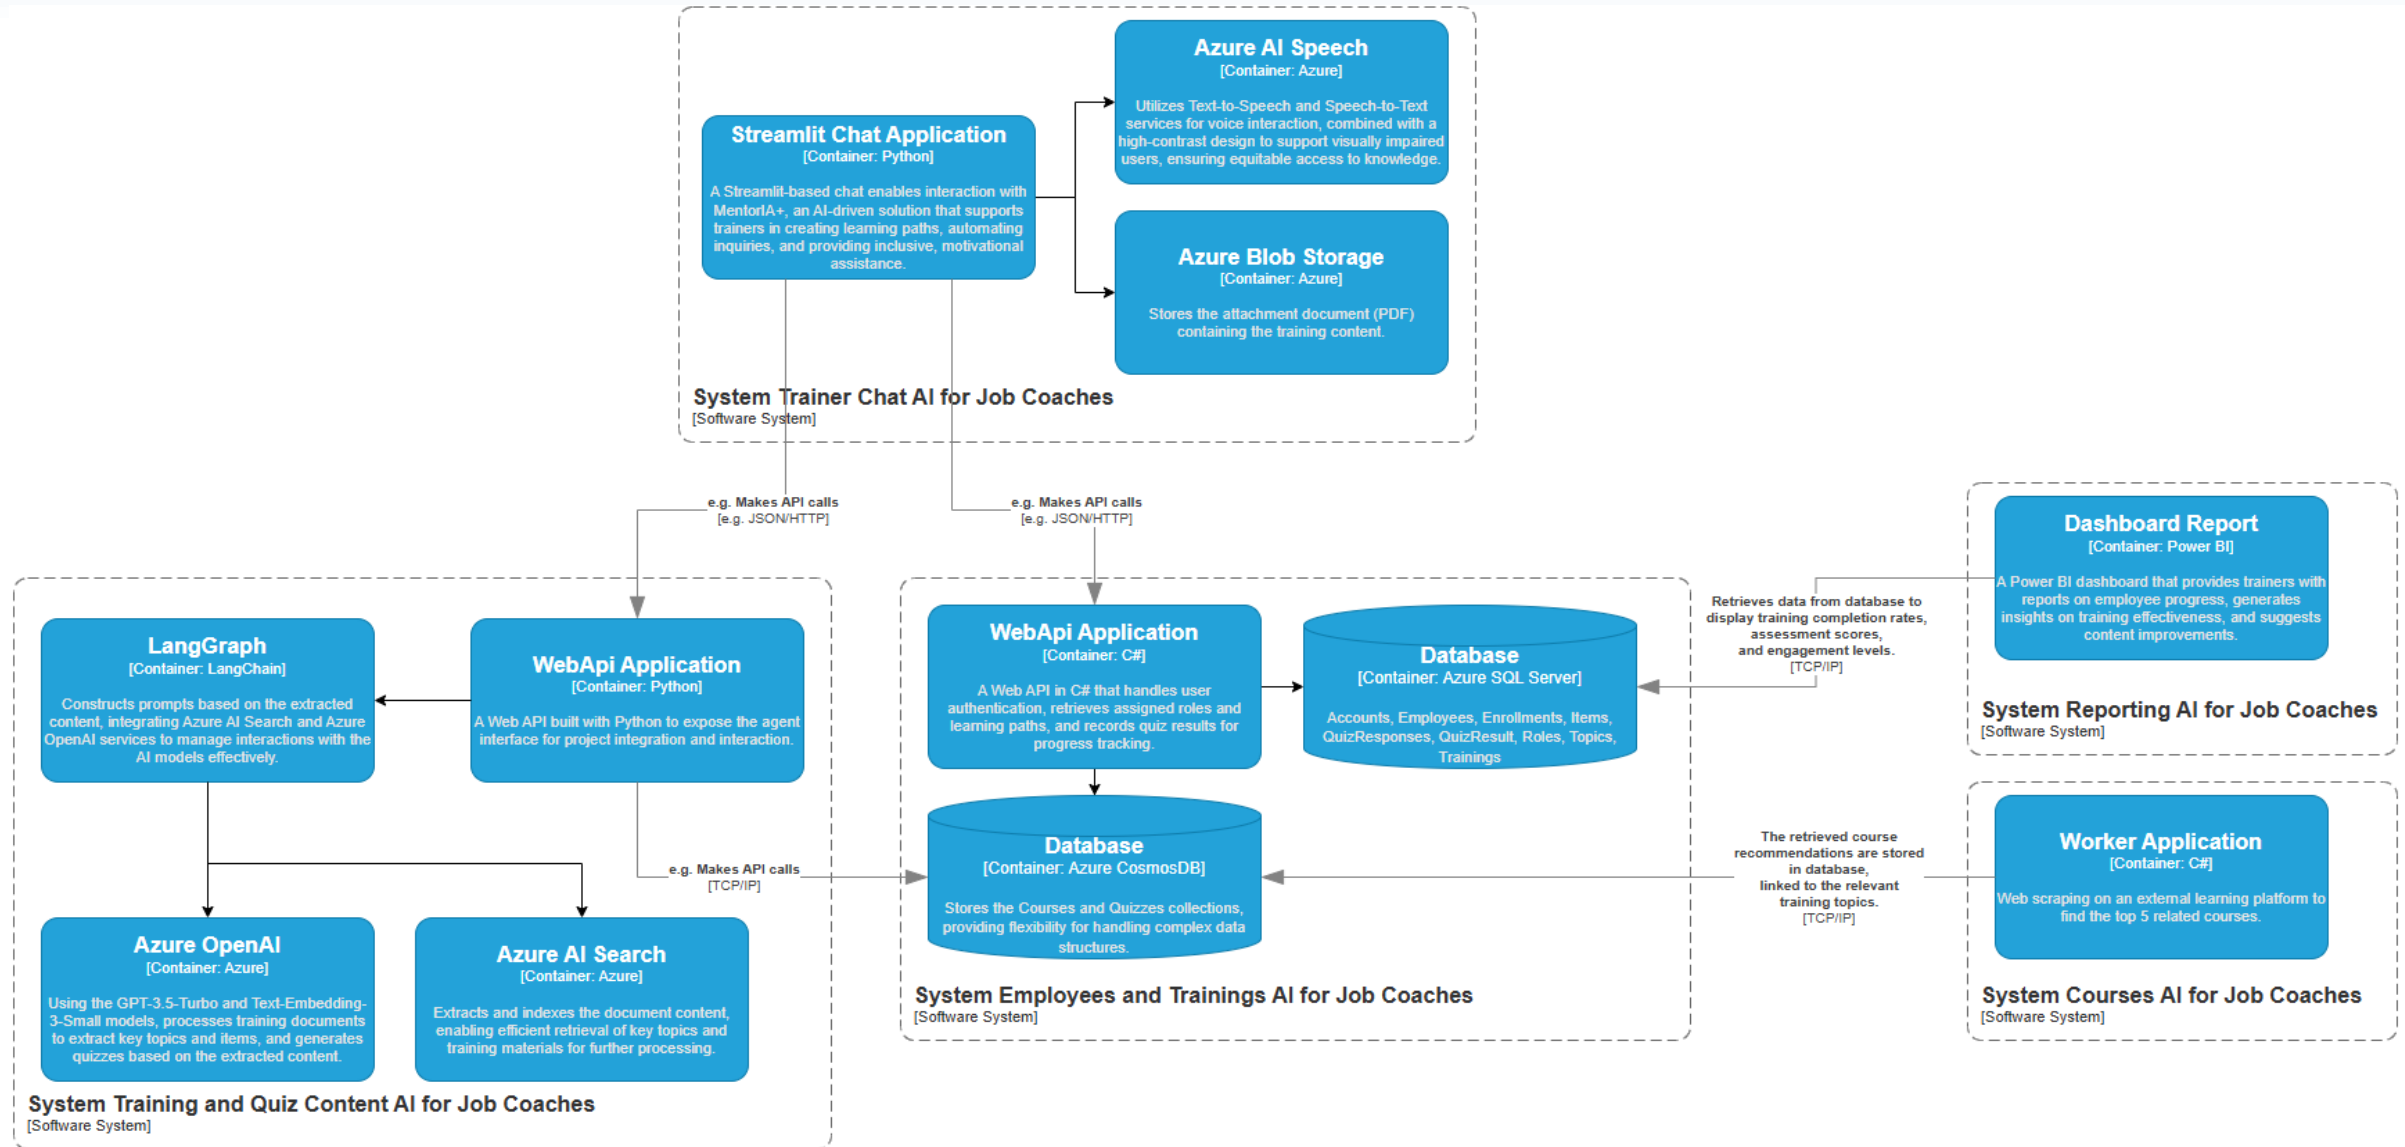 Azure AI Speech
[Container: Azure]
Utilizes Text-to-Speech and Speech-to-Text
services for voice interaction, combined with a
high-contrast design to support visually impaired
users, ensuring equitable access to knowledge.
Streamlit Chat Application
[Container: Python]
A Streamlit-based chat enables interaction with
MentorIA+, an AI-driven solution that supports
trainers in creating learning paths, automating
inquiries, and providing inclusive, motivational
assistance.
Azure Blob Storage
[Container: Azure]
Stores the attachment document (PDF)
containing the training content.
System Trainer Chat AI for Job Coaches
[Software System]
e.g. Makes API calls
[e.g. JSON/HTTP]
e.g. Makes API calls
[e.g. JSON/HTTP]
LangGraph
[Container: LangChain]
Constructs prompts based on the extracted
content, integrating Azure AI Search and Azure
OpenAI services to manage interactions with the
AI models effectively.
WebApi Application
[Container: Python]
A Web API built with Python to expose the agent
interface for project integration and interaction.
e.g. Makes API calls
[TCP/IP]
Azure OpenAI
[Container: Azure]
Using the GPT-3.5-Turbo and Text-Embedding-
3-Small models, processes training documents
to extract key topics and items, and generates
quizzes based on the extracted content.
Azure AI Search
[Container: Azure]
Extracts and indexes the document content,
enabling efficient retrieval of key topics and
training materials for further processing.
System Training and Quiz Content AI for Job Coaches
[Software System]
WebApi Application
[Container: C#]
A Web API in C# that handles user
authentication, retrieves assigned roles and
learning paths, and records quiz results for
progress tracking.
Database
[Container: Azure SQL Server]
Accounts, Employees, Enrollments, Items,
QuizResponses, QuizResult, Roles, Topics,
Trainings
Database
[Container: Azure CosmosDB]
Stores the Courses and Quizzes collections,
providing flexibility for handling complex data
structures.
System Employees and Trainings AI for Job Coaches
[Software System]
Retrieves data from database to
display training completion rates,
assessment scores,
and engagement levels.
[TCP/IP]
Dashboard Report
[Container: Power BI]
A Power BI dashboard that provides trainers with
reports on employee progress, generates
insights on training effectiveness, and suggests
content improvements.
System Reporting AI for Job Coaches
[Software System]
The retrieved course
recommendations are stored
in database,
linked to the relevant
training topics.
[TCP/IP]
Worker Application
[Container: C#]
Web scraping on an external learning platform to
find the top 5 related courses.
System Courses AI for Job Coaches
[Software System]